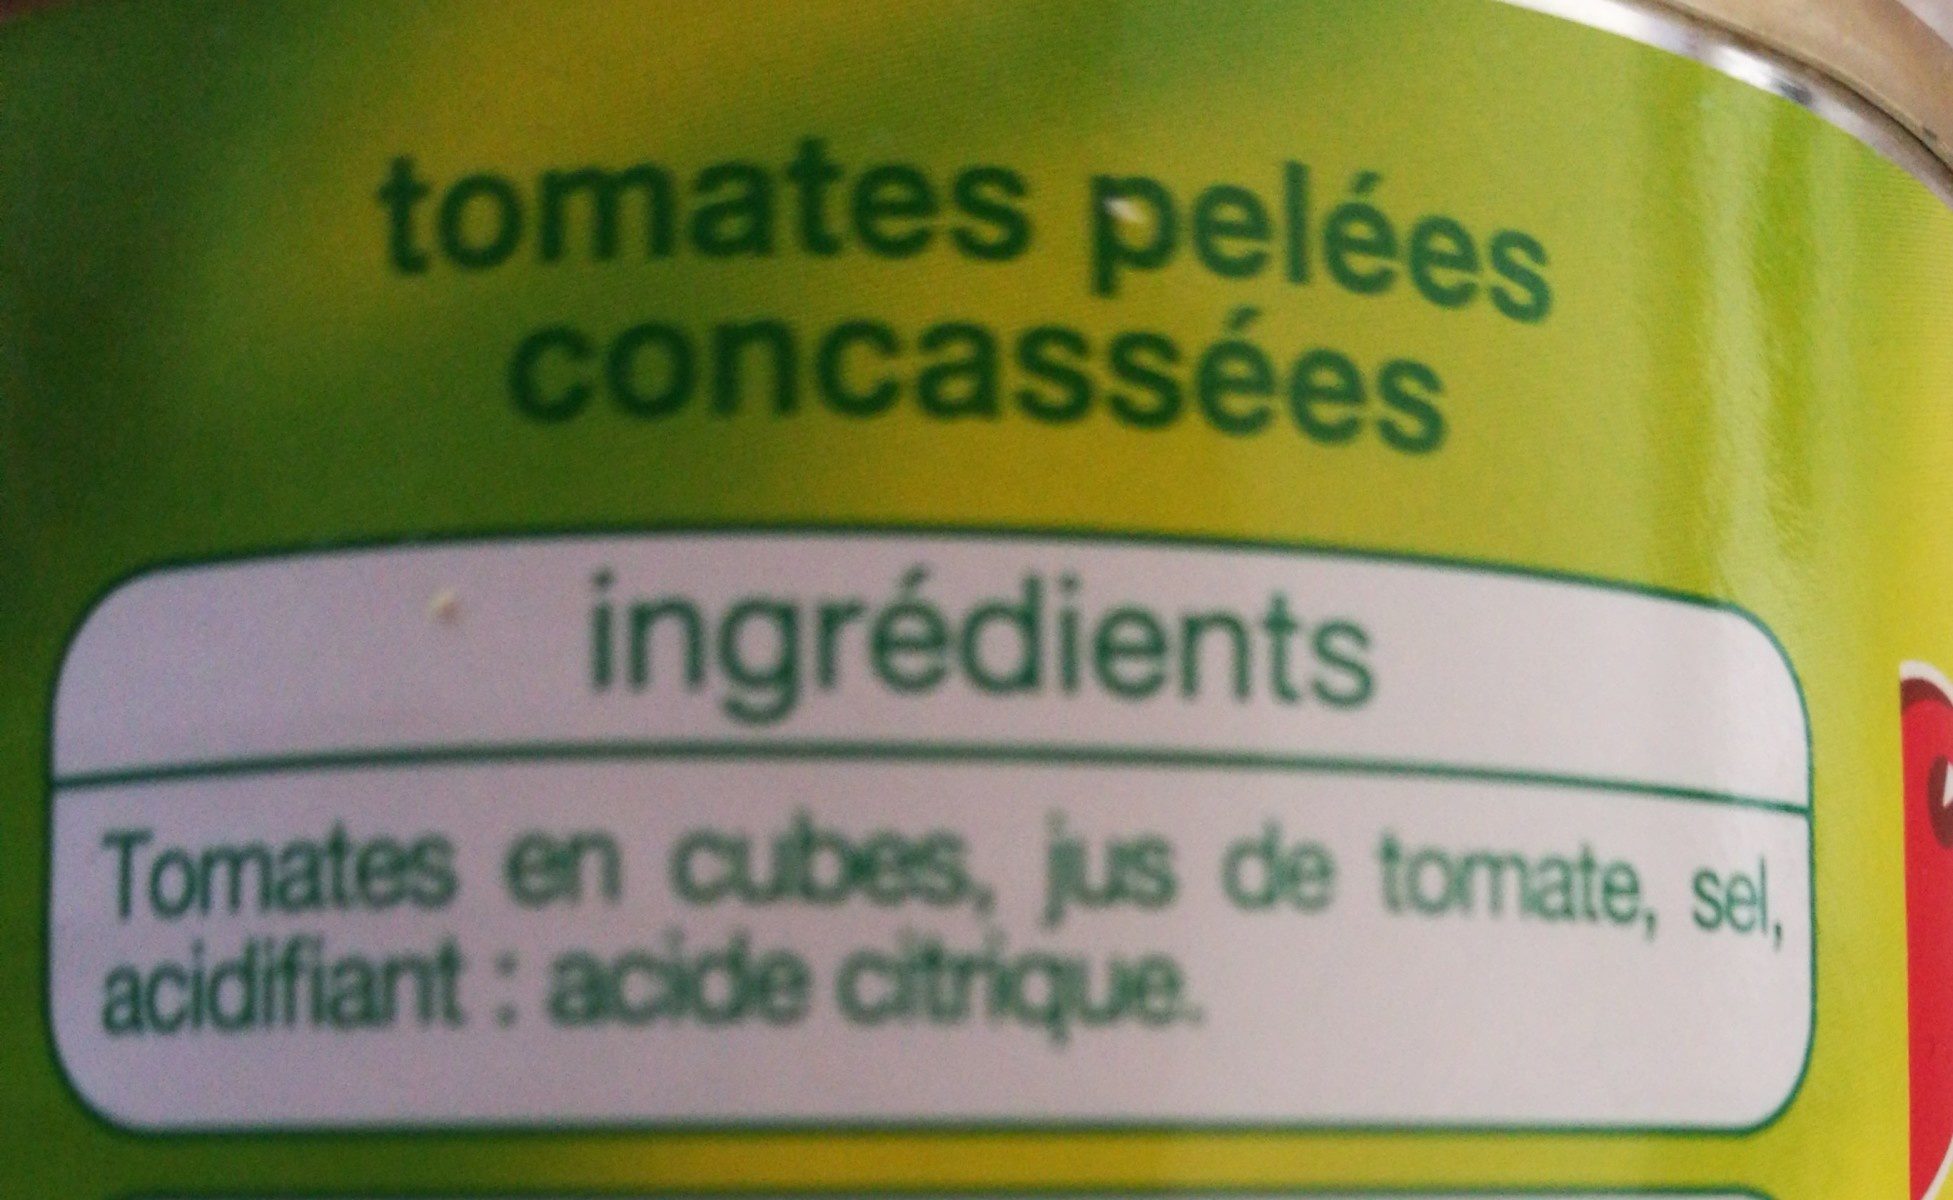 tomates pelées
concassées
ingrédients
Tomates en cubes, jus de tomate, sel,
acidifiant : acide citrique.